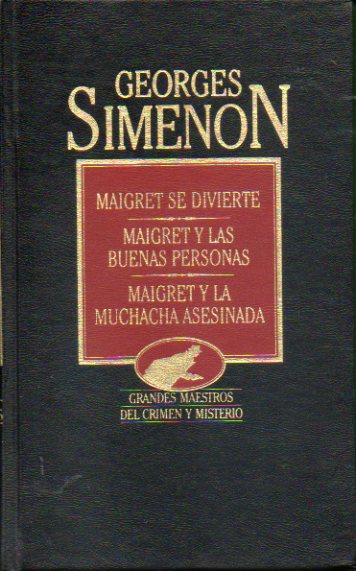 GEORGES
SIMENON
MAIGRET SE DIVIERTE
MAIGRET Y LAS
BUENAS PERSONAS
MAIGRET Y LA
MUCHACHA ASESINADA
GRANDES MAESTROS
DEL CRIMEN Y MISTERIO